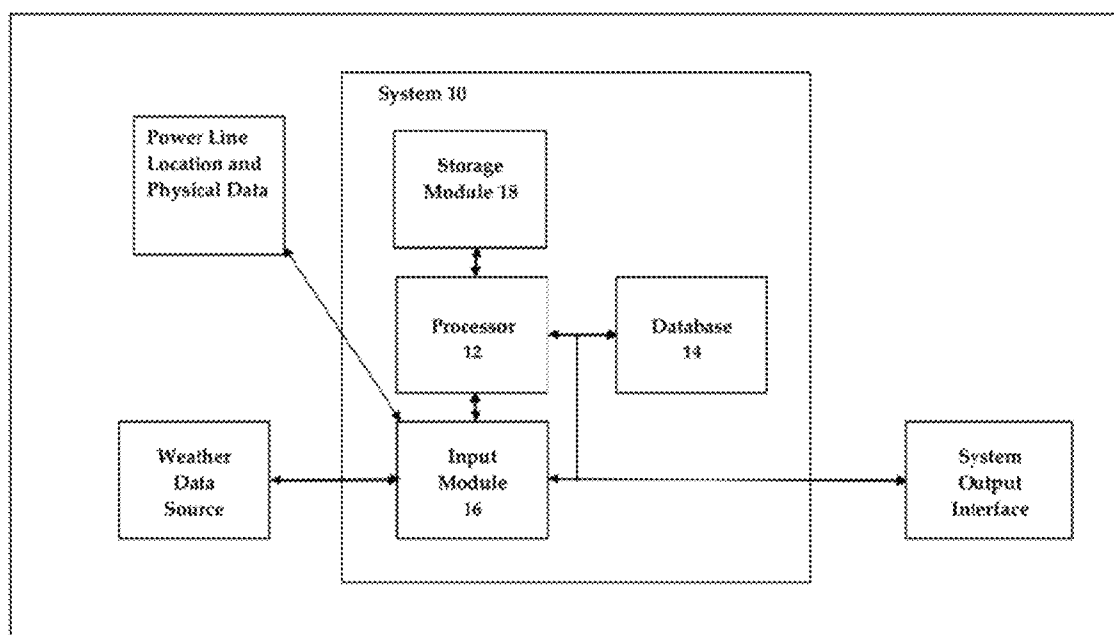 System 10
Power Line
Location and
Physical Data
Storage
Module 18
Processor
12
Database
14
Weather
Data
Source
Input
Module
16
System
Output
Interface